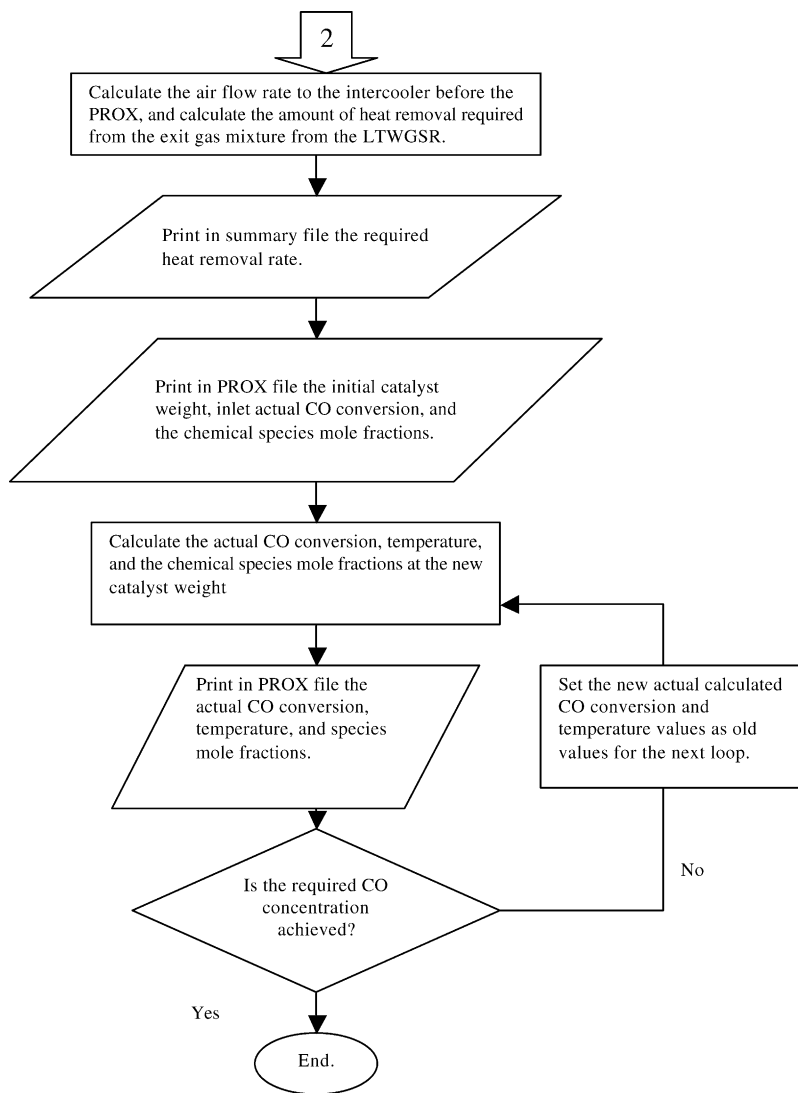 2
Calculate the air flow rate to the intercooler before the
PROX, and calculate the amount of heat removal required
from the exit gas mixture from the LTWGSR.
Print in summary file the required
heat removal rate.
Print in PROX file the initial catalyst
weight, inlet actual CO conversion, and
the chemical species mole fractions.
Calculate the actual CO conversion, temperature,
and the chemical species mole fractions at the new
catalyst weight
Print in PROX file the
actual CO conversion,
temperature, and species
mole fractions.
Set the new actual calculated
CO conversion and
temperature values as old
values for the next loop.
Is the required CO
concentration
achieved?
No
Yes
End.